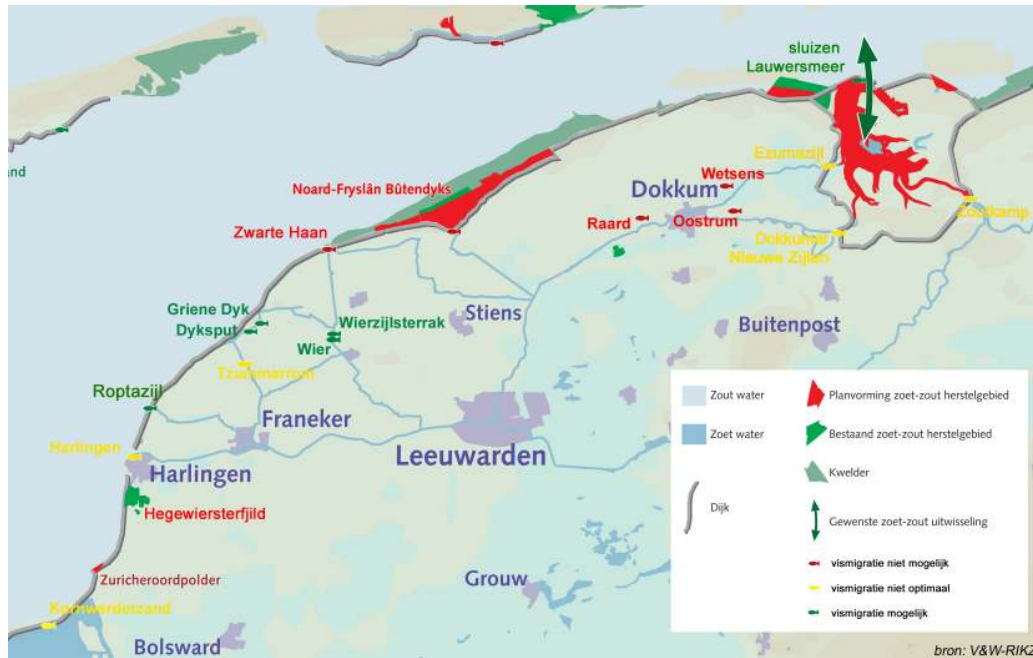 sluizen
Lauwersmeer
and
Ezumazijl
Wetsens
Noard-Fryslân Bûtendyks
Dokkum
Zoutkamp
Raard
Oostrum
Zwarte Haan
Dokkumer
Nieuwe Zijlen
Griene Dyk
Wierzijlsterrak
Stiens
Dyksput
Buitenpost
Wier
Tzummarrom
Roptazijl
Franeker
Harlingen
Leeuwarden
Harlingen
Hegewiersterfjild
Zuricheroordpolder
Grouw
Kornwerderzand
Bolsward
Zout water
Zoet water
Dijk
Planvorming zoet-zout herstelgebied
Bestaand zoet-zout herstelgebied
Kwelder
Gewenste zoet-zout uitwisseling
vismigratie niet mogelijk
vismigratie niet optimaal
vismigratie mogelijk
bron: V&W-RIKZ